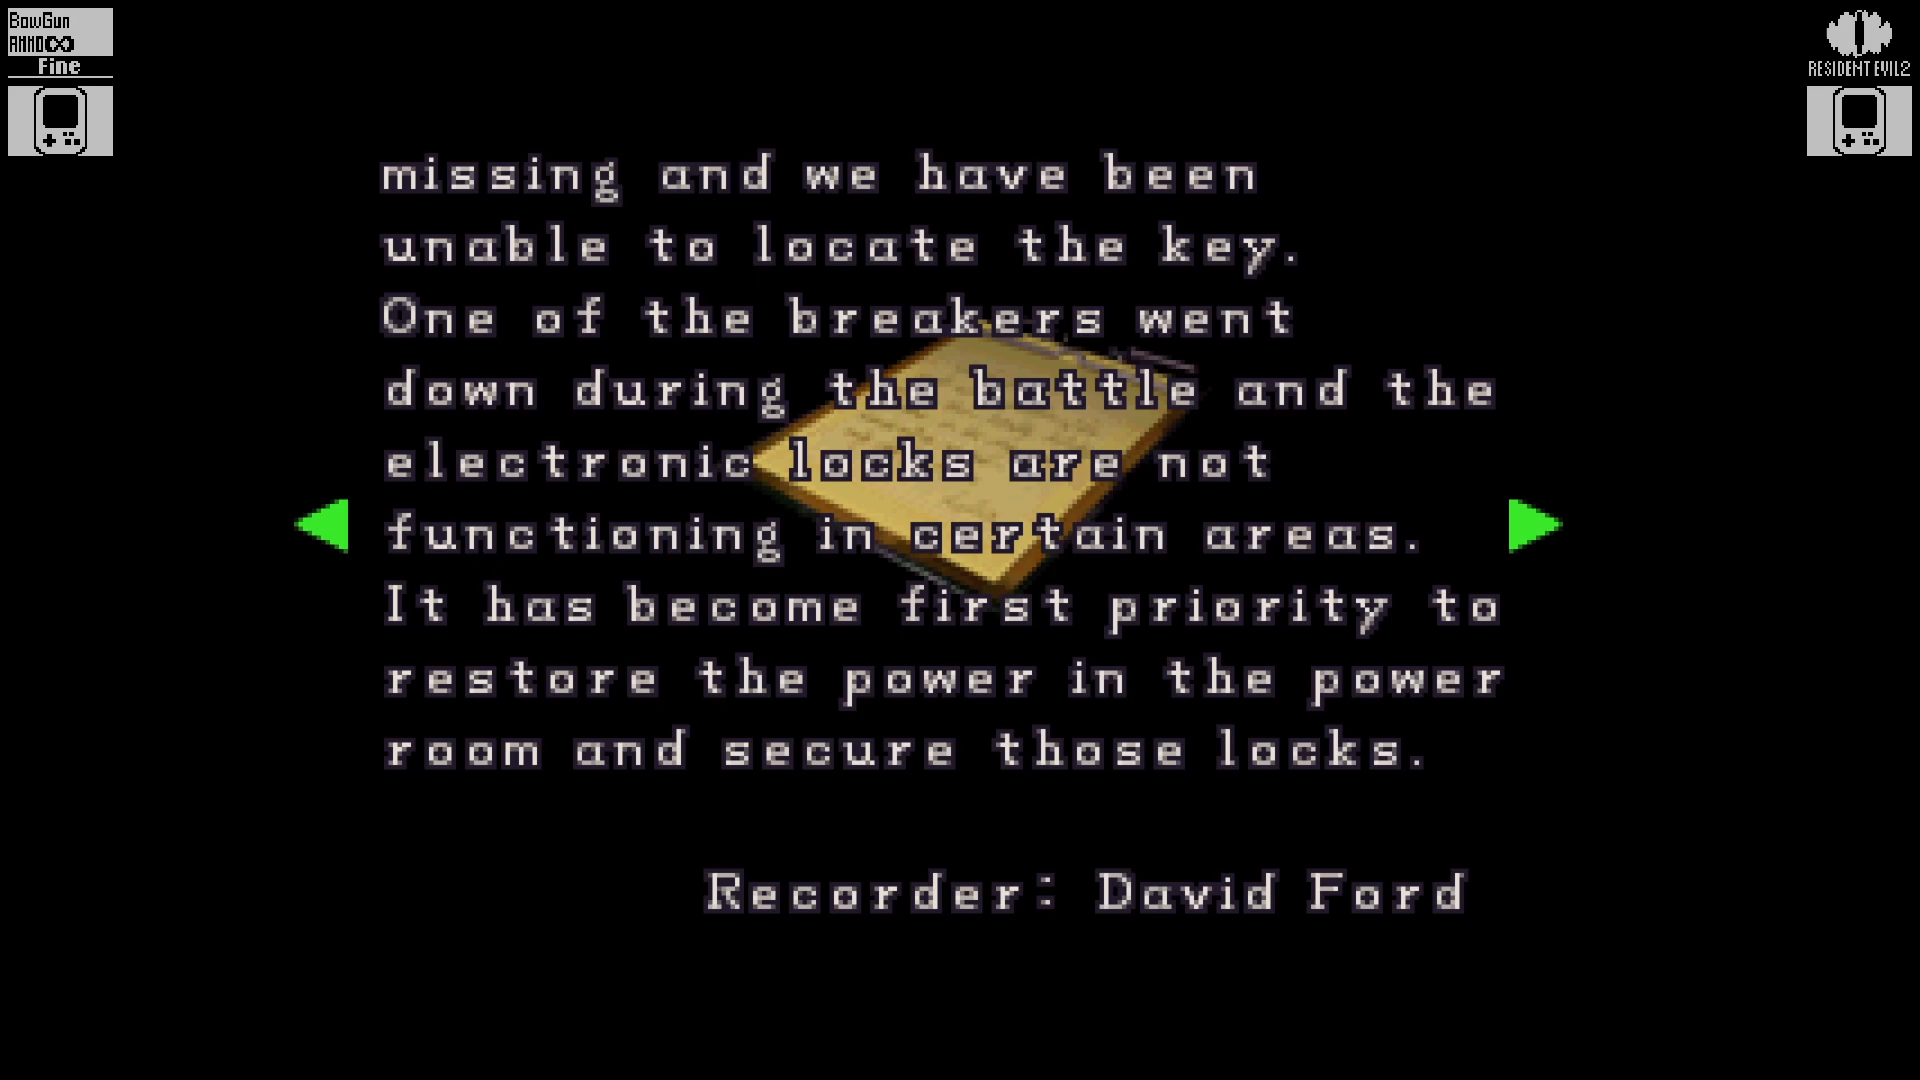 BowGun
AMMO∞
Fine
RESIDENT EVIL2
missing and we have been
unable to locate the key.
One of the breakers went
down during the battle and the
electronic locks are not
functioning in certain areas.
It has become first priority to
restore the power in the power
room and secure those locks.
Recorder: David Ford